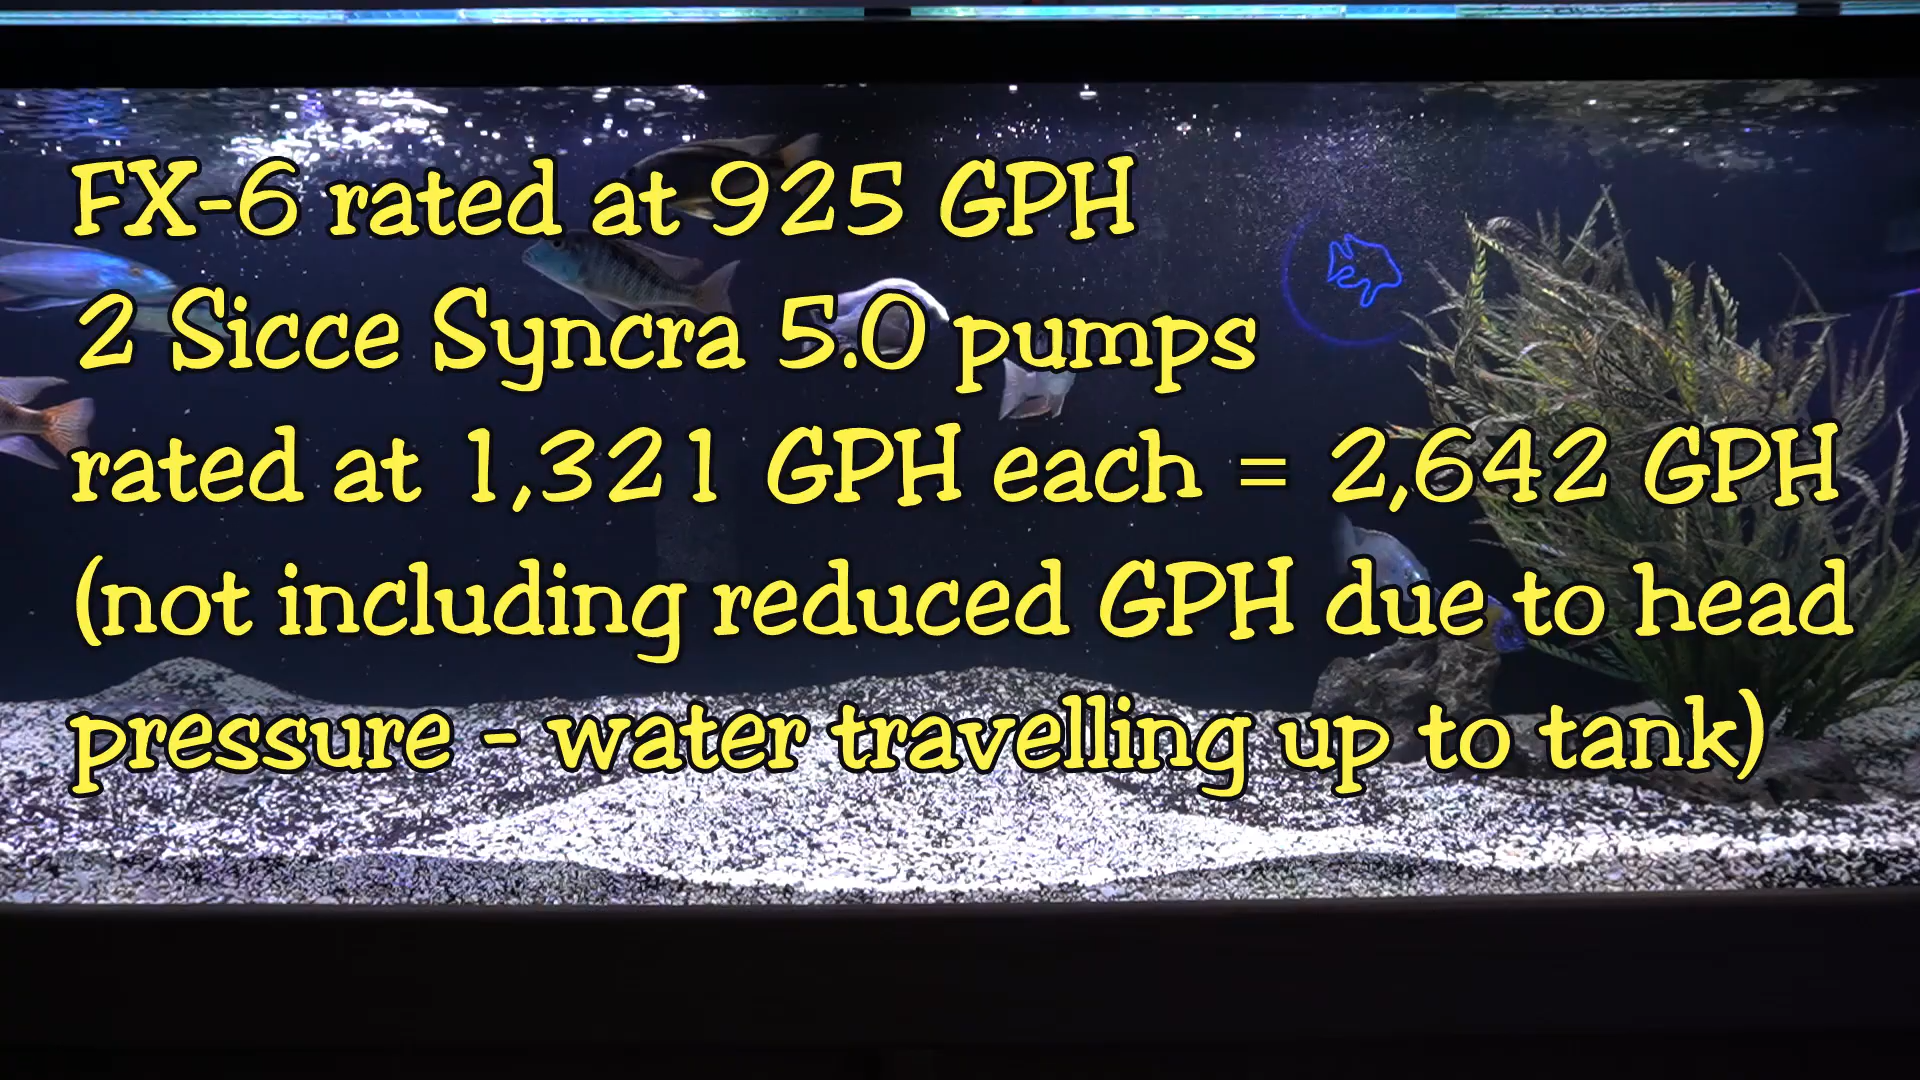 FX-6 rated at 925 GPH
2 Sicce Syncra 5.0 pumps
rated at 1,321 GPH each = 2,642 GPH
(not including reduced GPH due to head
pressure - water travelling up to tank)